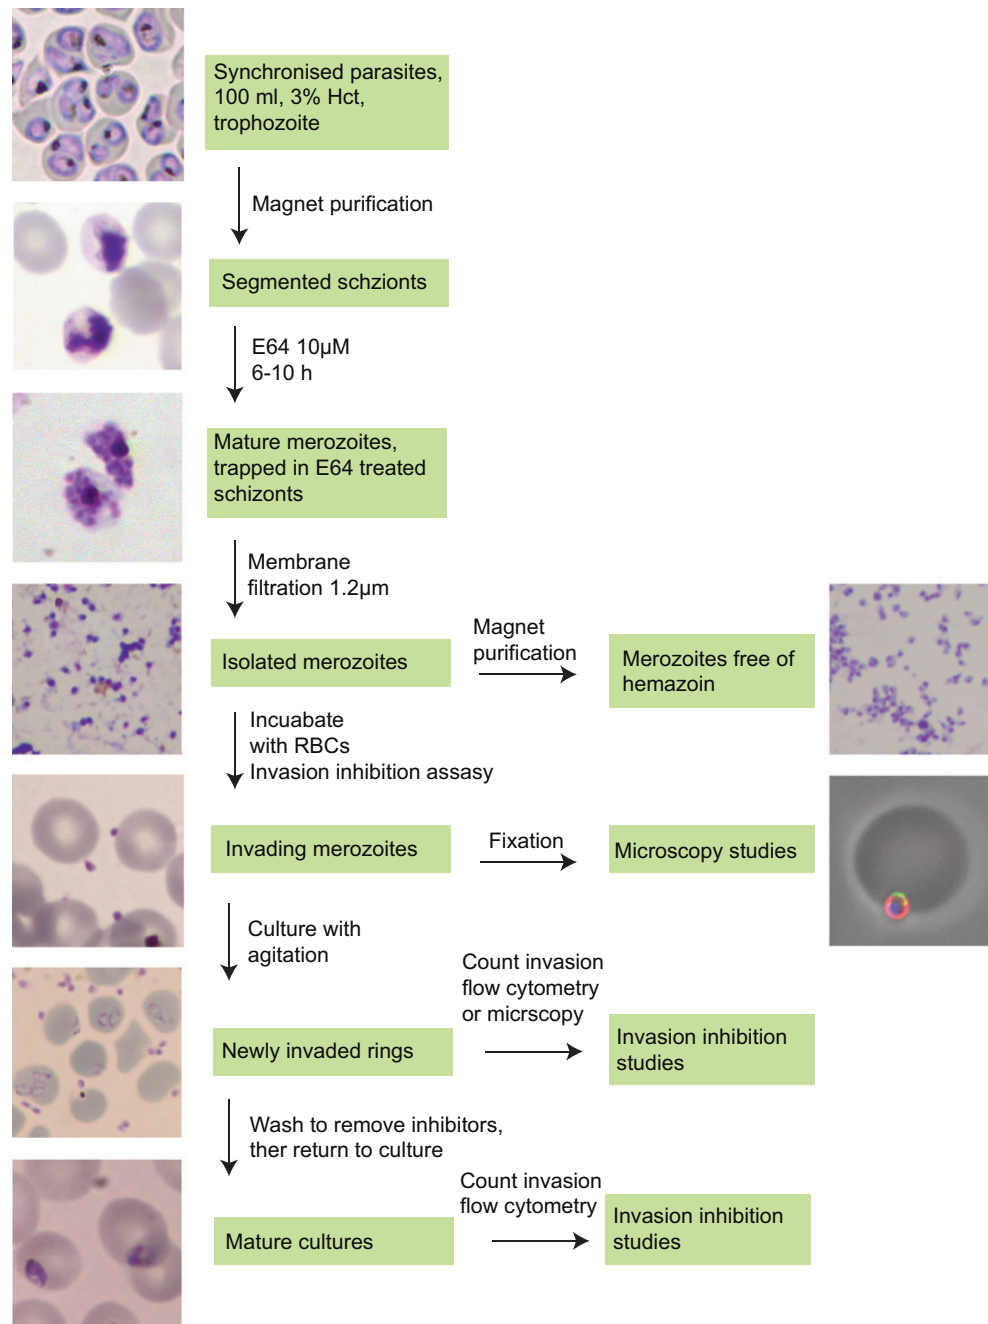 Synchronised parasites,
100 ml, 3% Hct,
trophozoite
Magnet purification
Segmented schzionts
E64 10µM
6-10 h
Mature merozoites,
trapped in E64 treated
schizonts
Membrane
filtration 1.2µm
Isolated merozoites
Magnet
purification
Merozoites free of
hemazoin
Incuabate
with RBCs
Invasion inhibition assasy
Invading merozoites
Fixation
Microscopy studies
Culture with
agitation
Newly invaded rings
Count invasion
flow cytometry
or micrscopy
Invasion inhibition
studies
Wash to remove inhibitors,
ther return to culture
Mature cultures
Count invasion
flow cytometry
Invasion inhibition
studies